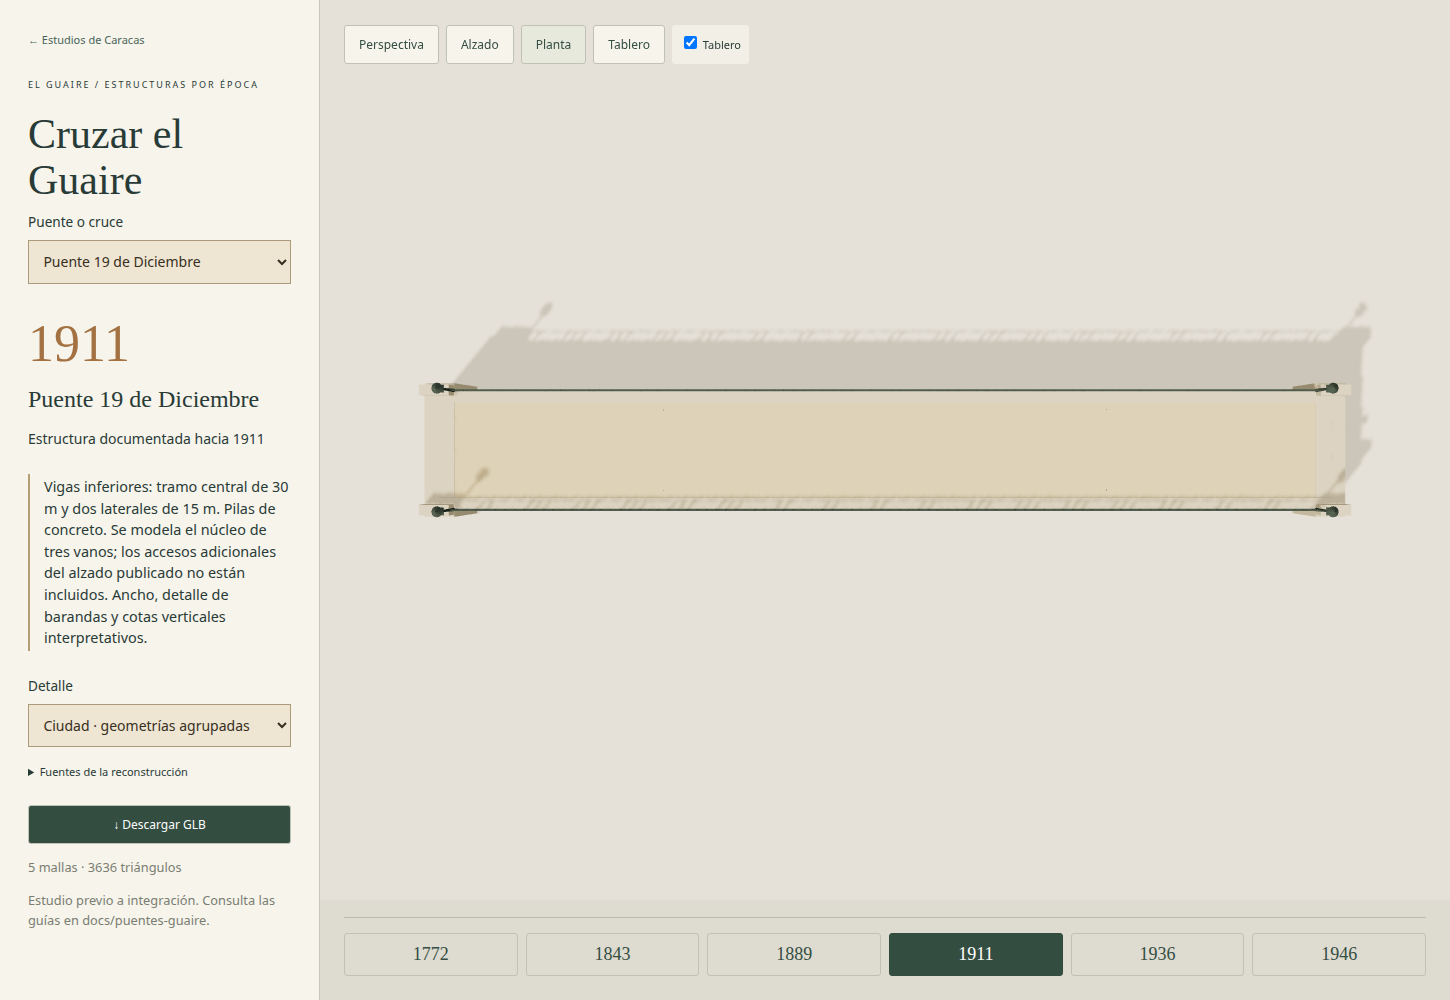 ← Estudios de Caracas
EL GUAIRE / ESTRUCTURAS POR ÉPOCA
Cruzar el
Guaire
Puente o cruce
Puente 19 de Diciembre
1911
Puente 19 de Diciembre
Estructura documentada hacia 1911
Vigas inferiores: tramo central de 30
m y dos laterales de 15 m. Pilas de
concreto. Se modela el núcleo de
tres vanos; los accesos adicionales
del alzado publicado no están
incluidos. Ancho, detalle de
barandas y cotas verticales
interpretativos.
Detalle
Ciudad · geometrías agrupadas
▶ Fuentes de la reconstrucción
↓ Descargar GLB
5 mallas · 3636 triángulos
Estudio previo a integración. Consulta las
guías en docs/puentes-guaire.
Perspectiva Alzado Planta Tablero Tablero
1772 1843 1889 1911 1936 1946